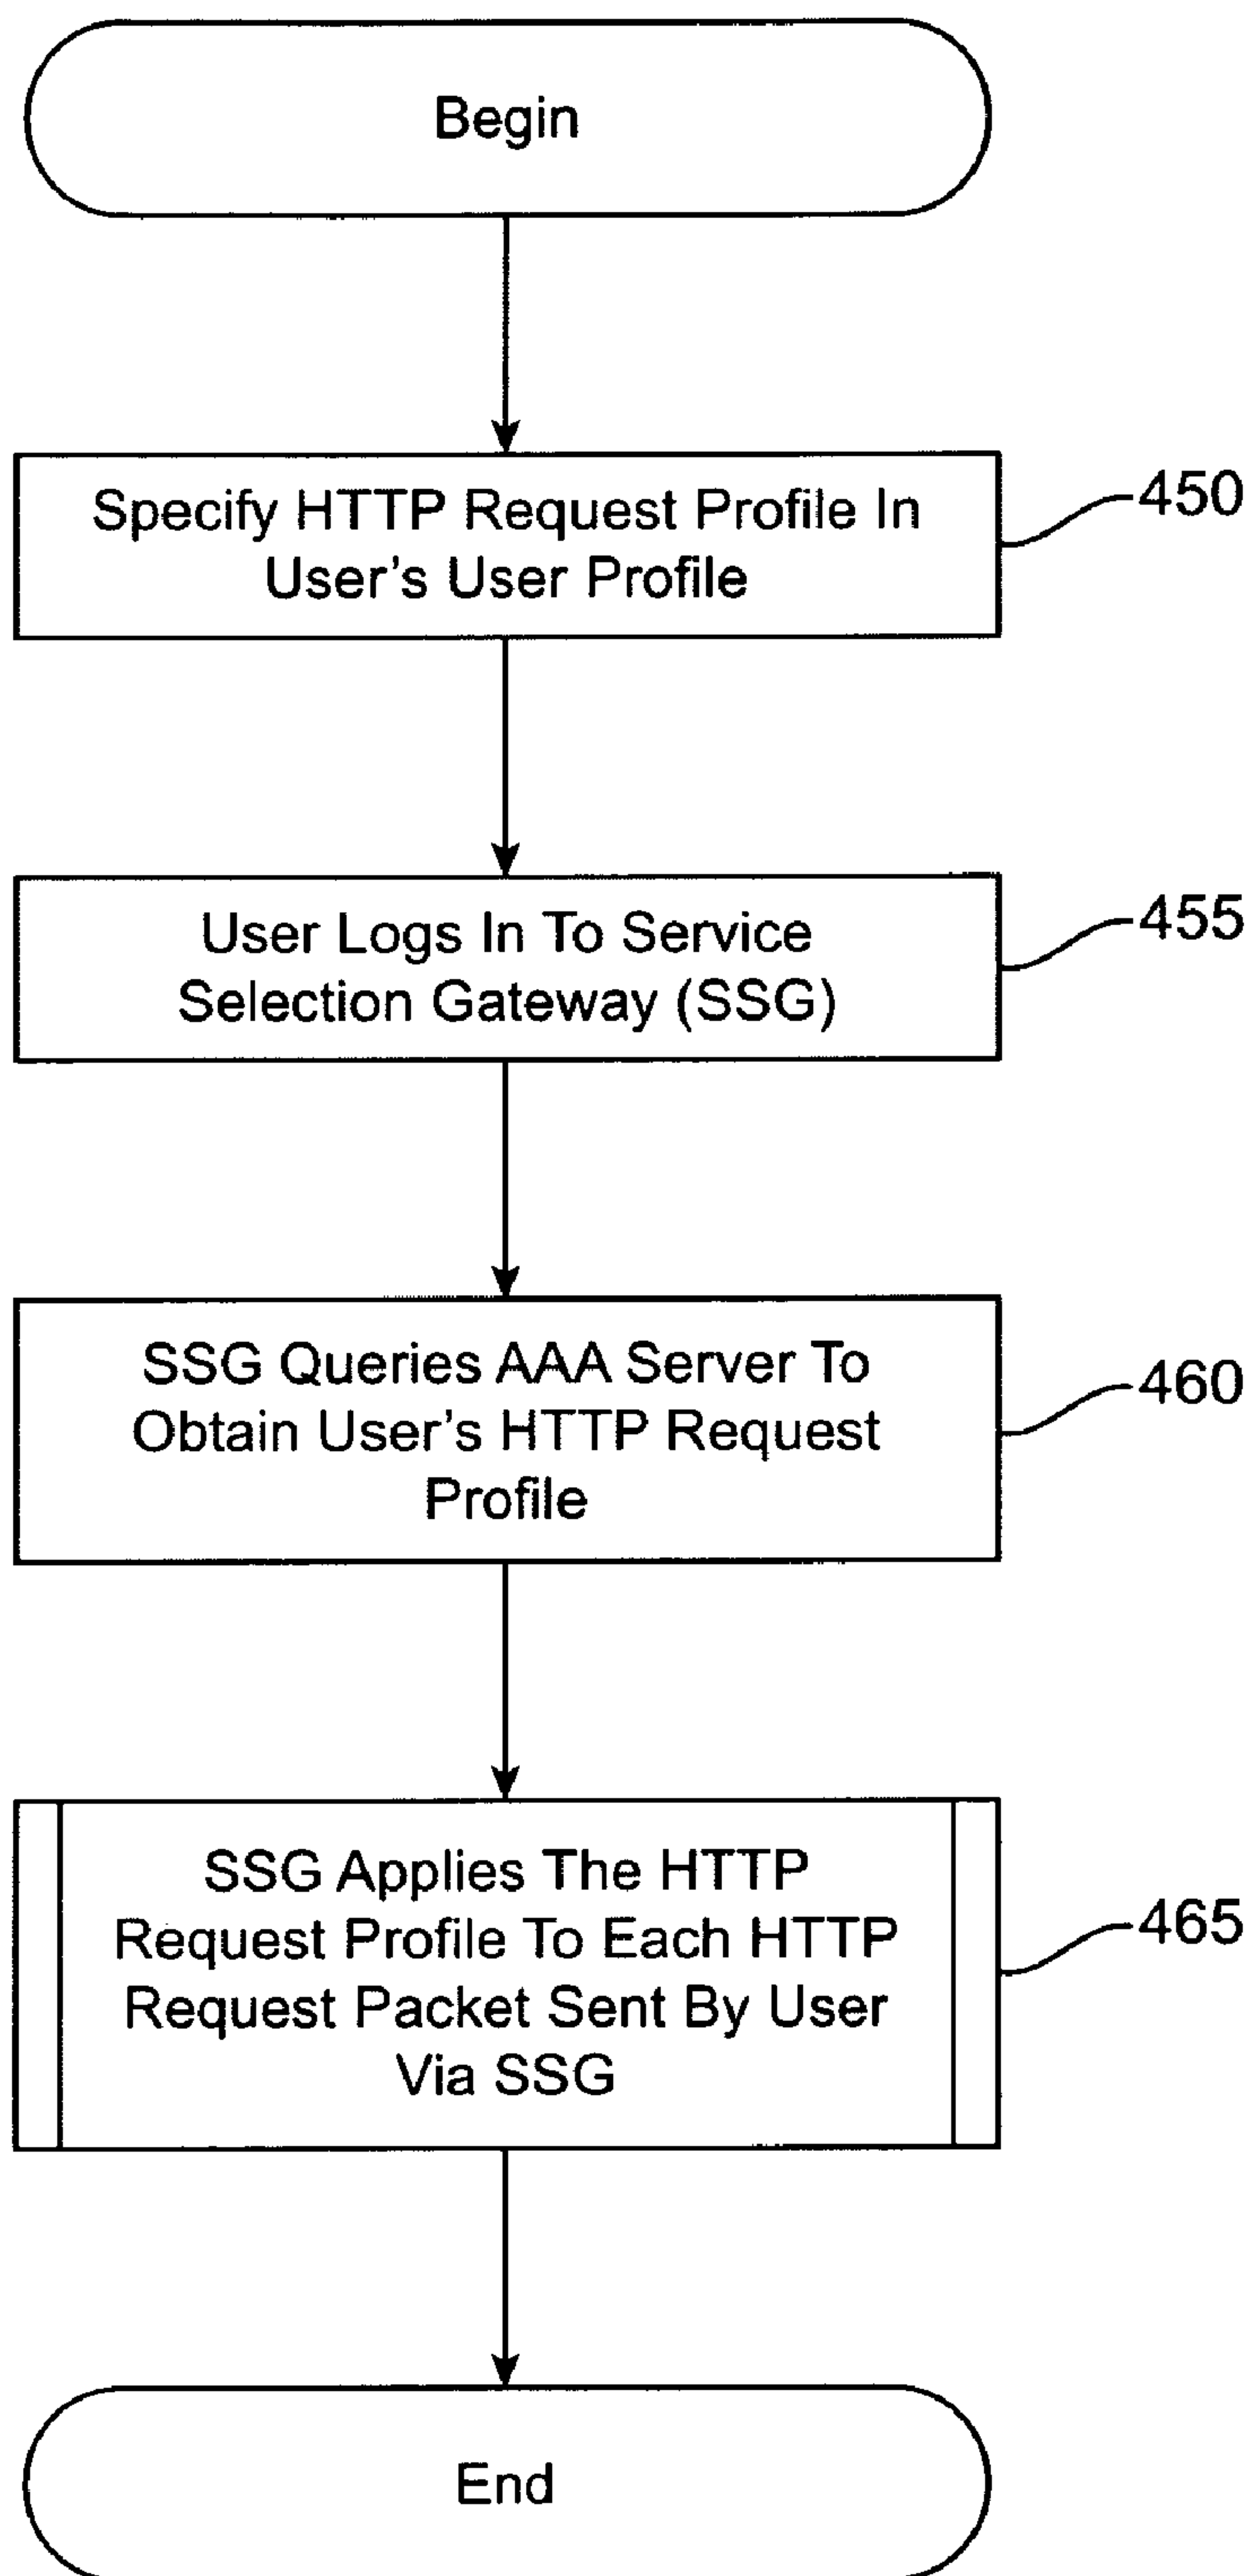 Begin
Specify HTTP Request Profile In
User's User Profile
450
User Logs In To Service
Selection Gateway (SSG)
455
SSG Queries AAA Server To
Obtain User's HTTP Request
Profile
460
SSG Applies The HTTP
Request Profile To Each HTTP
Request Packet Sent By User
Via SSG
465
End